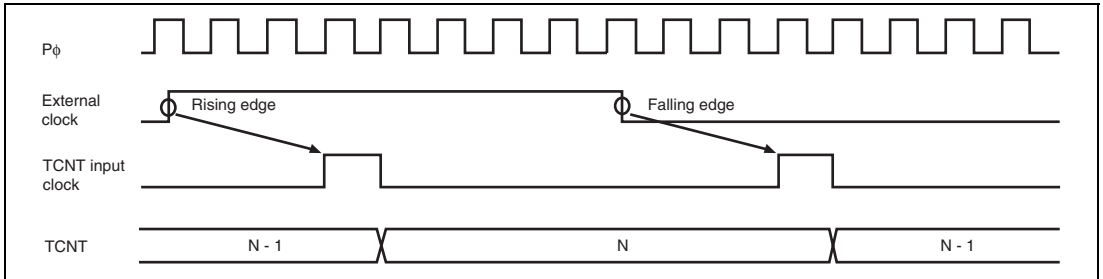 Pφ
External
clock
Rising edge
Falling edge
TCNT input
clock
TCNT
N - 1
N
N - 1